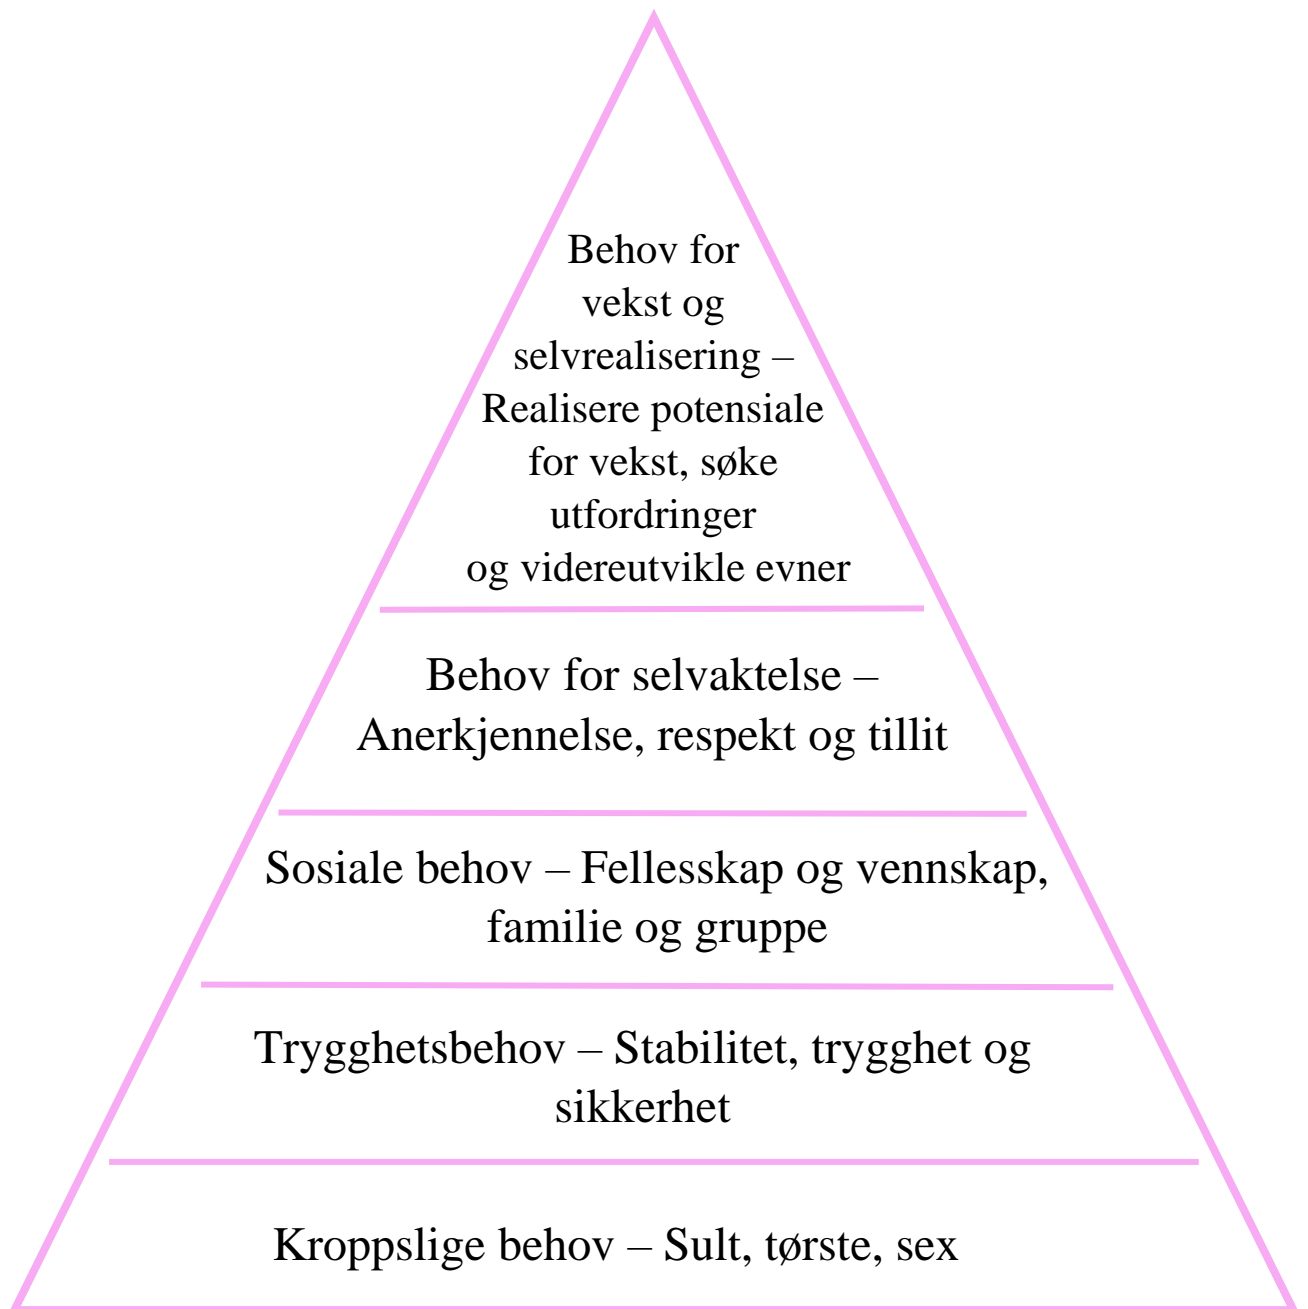 Behov for
vekst og
selvrealisering –
Realisere potensiale
for vekst, søke
utfordringer
og videreutvikle evner
Behov for selvaktelse –
Anerkjennelse, respekt og tillit
Sosiale behov – Fellesskap og vennskap,
familie og gruppe
Trygghetsbehov – Stabilitet, trygghet og
sikkerhet
Kroppslige behov – Sult, tørste, sex